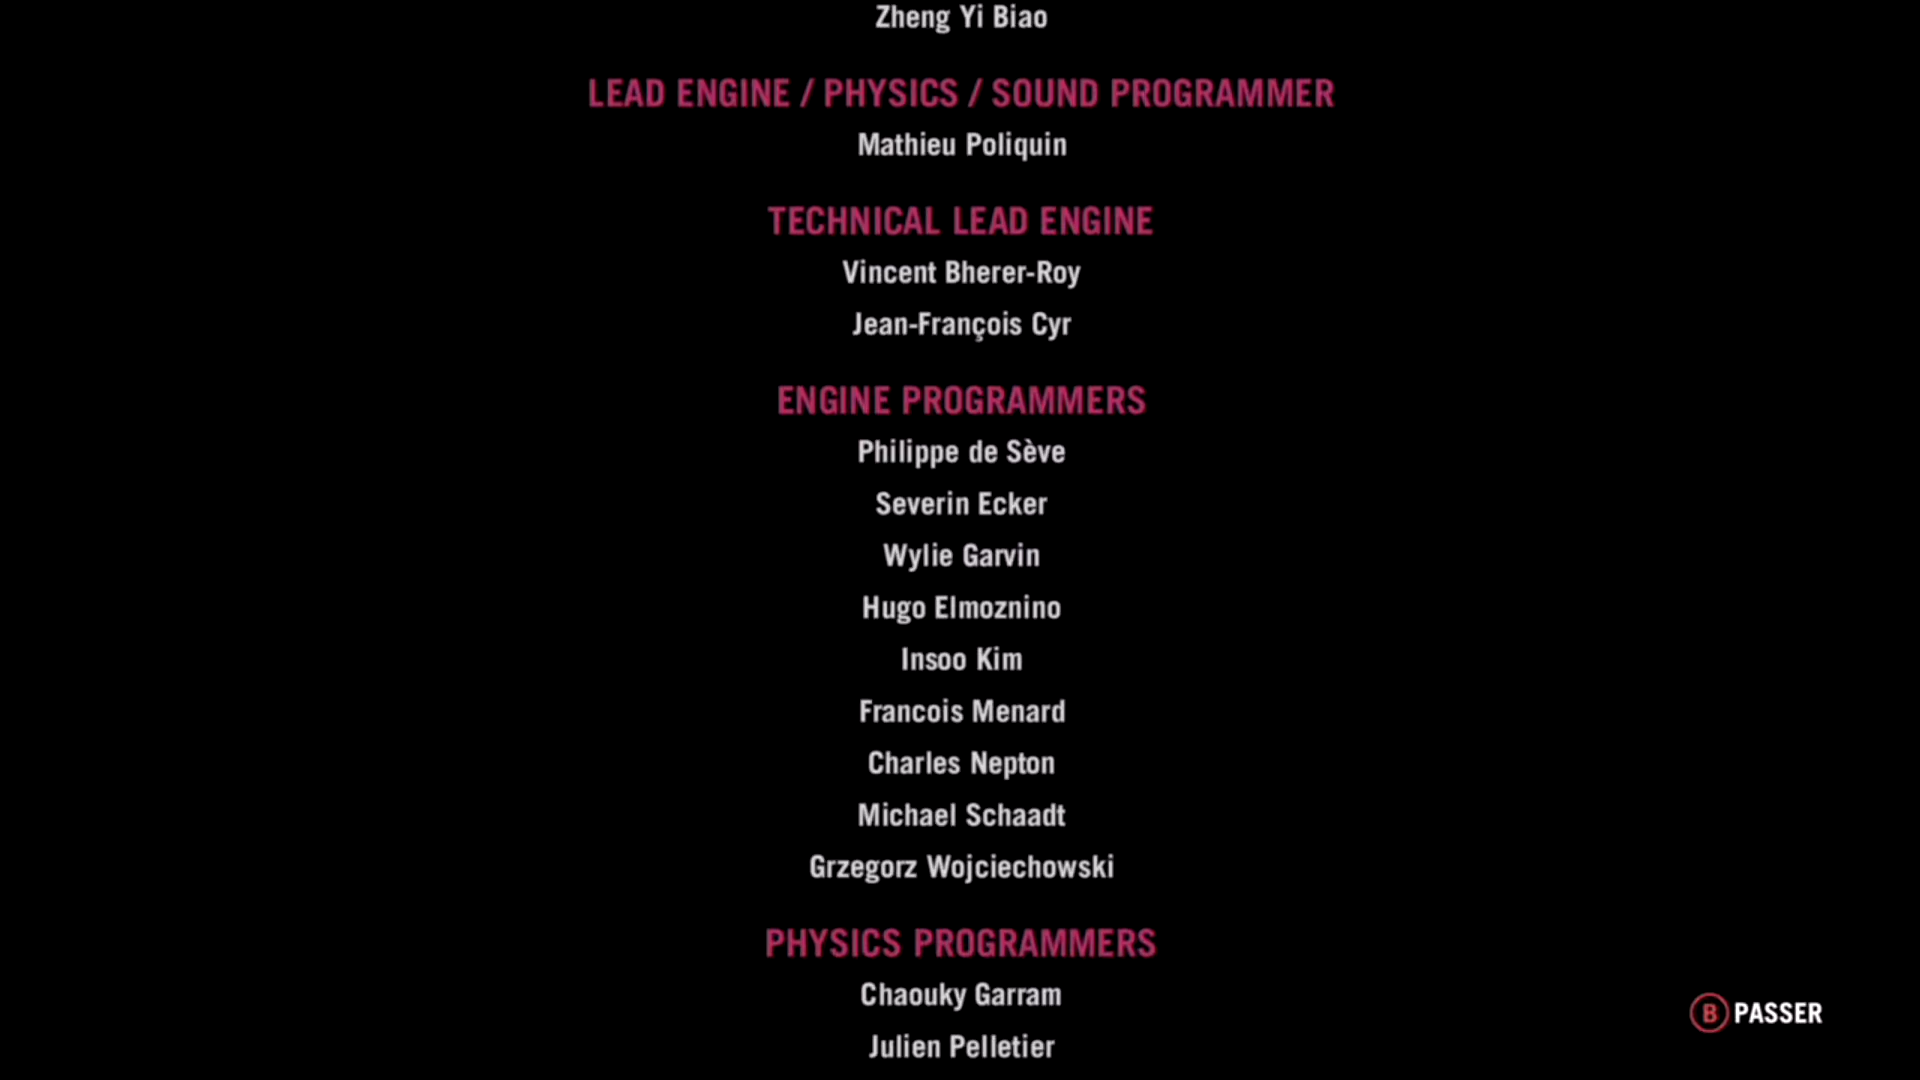 Zheng Yi Biao
LEAD ENGINE / PHYSICS / SOUND PROGRAMMER
Mathieu Poliquin
TECHNICAL LEAD ENGINE
Vincent Bherer-Roy
Jean-François Cyr
ENGINE PROGRAMMERS
Philippe de Sève
Severin Ecker
Wylie Garvin
Hugo Elmoznino
Insoo Kim
Francois Menard
Charles Nepton
Michael Schaadt
Grzegorz Wojciechowski
PHYSICS PROGRAMMERS
Chaouky Garram
Julien Pelletier
B PASSER